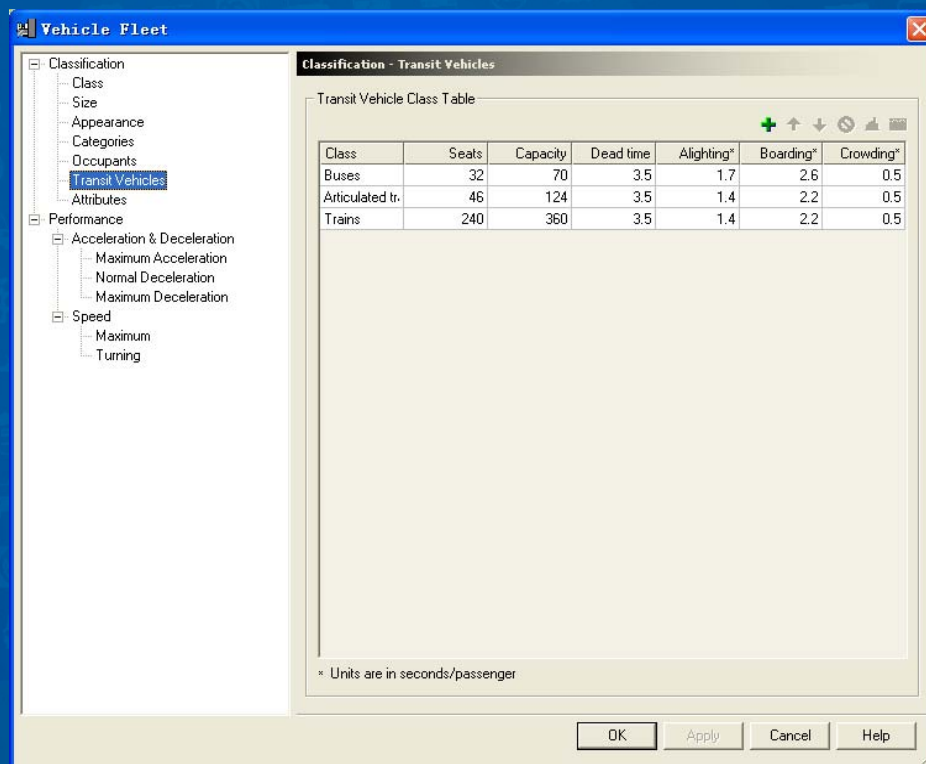 Vehicle Fleet
Classification
Class
Size
Appearance
Categories
Occupants
Transit Vehicles
Attributes
Performance
Acceleration & Deceleration
Maximum Acceleration
Normal Deceleration
Maximum Deceleration
Speed
Maximum
Turning
Classification - Transit Vehicles
Transit Vehicle Class Table
Class Seats Capacity Dead time Alighting* Boarding* Crowding*
Buses 32 70 3.5 1.7 2.6 0.5
Articulated tr. 46 124 3.5 1.4 2.2 0.5
Trains 240 360 3.5 1.4 2.2 0.5
* Units are in seconds/passenger
OK Apply Cancel Help